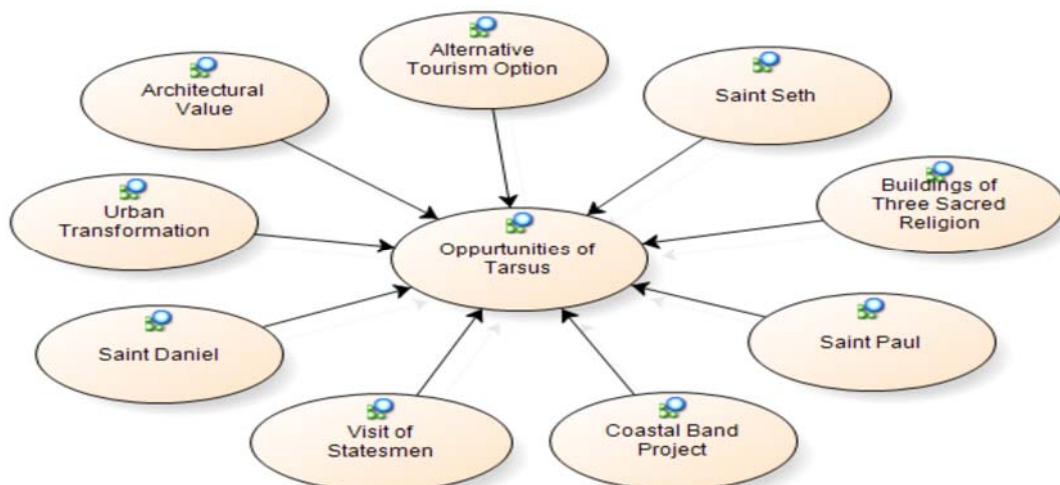 Alternative
Tourism Option
Architectural
Value
Saint Seth
Urban
Transformation
Buildings of
Three Sacred
Religion
Oppurtunities of
Tarsus
Saint Daniel
Saint Paul
Visit of
Statesmen
Coastal Band
Project